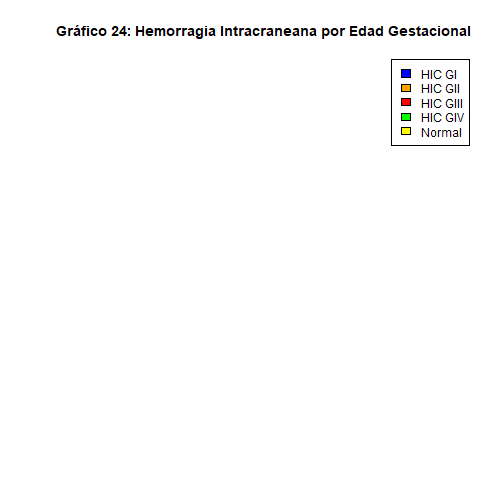 Gráfico 24: Hemorragia Intracraneana por Edad Gestacional
HIC GI
HIC GII
HIC GIII
HIC GIV
Normal